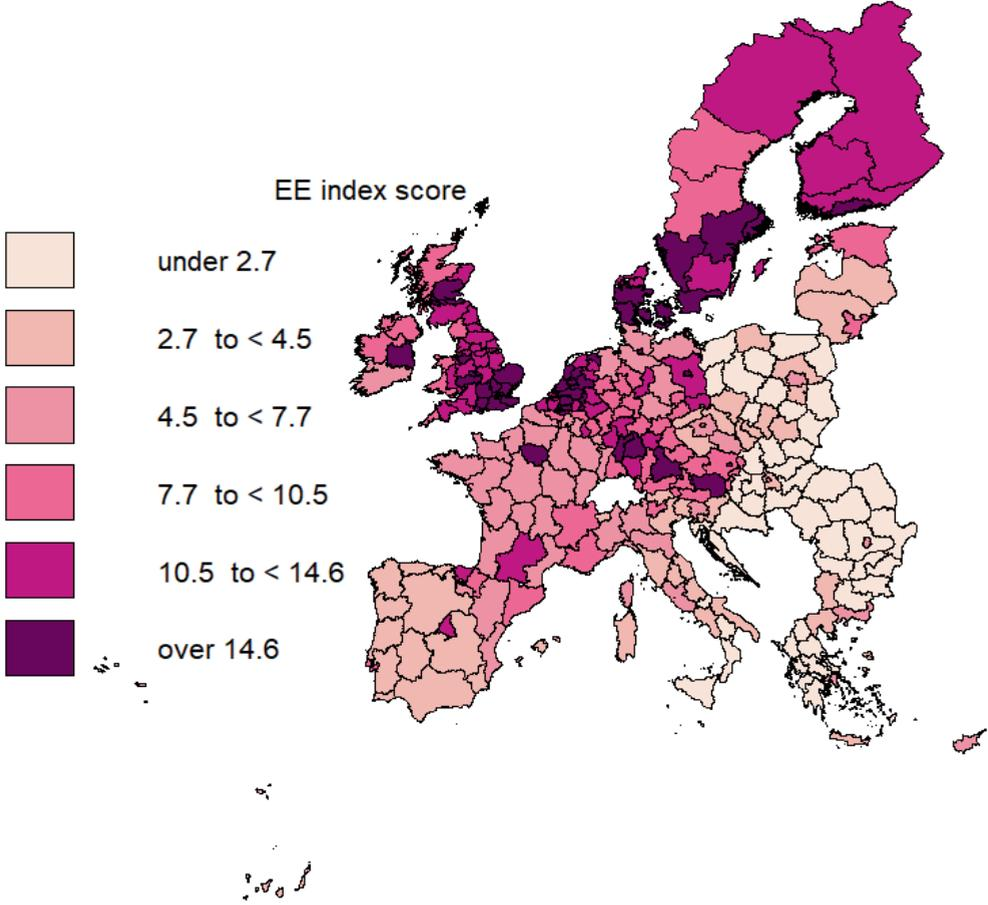 EE index score
under 2.7
2.7 to < 4.5
4.5 to < 7.7
7.7 to < 10.5
10.5 to < 14.6
over 14.6